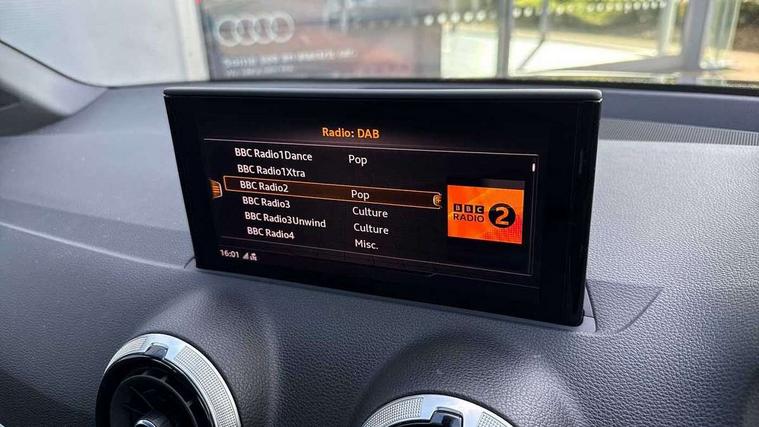 Radio: DAB
BBC Radio1Dance Pop
BBC Radio1Xtra
BBC Radio2 Pop
BBC Radio3 Culture
BBC Radio3Unwind Culture
BBC Radio4 Misc.
BBC
RADIO 2
16:01